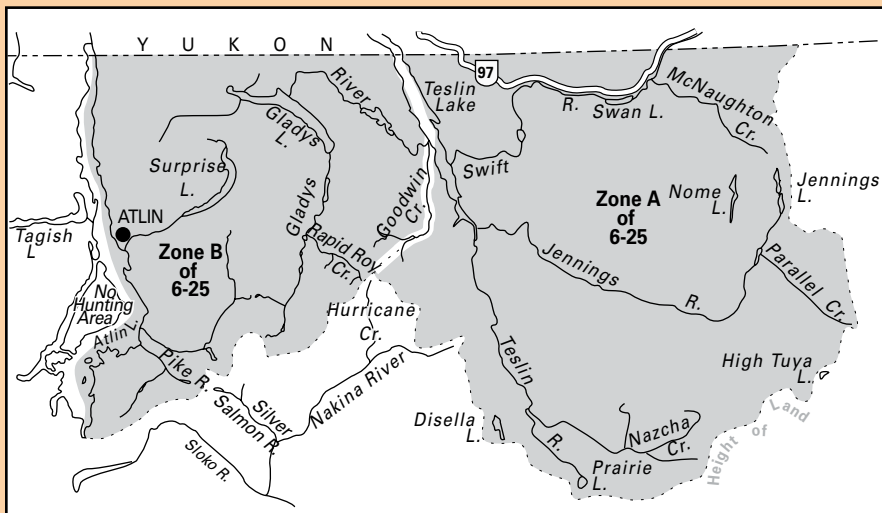 YUKON
97
Teslin
Lake
River
Gladys
L.
R.
Swan L.
McNaughton
Cr.
Surprise
L.
Swift
Gladys
Goodwin
Cr.
Zone A
of
6-25
Nome
L.
Jennings
L.
Tagish
L
ATLIN
Zone B
of
6-25
Rapid Roy
Cr.
Jennings
R.
Parallel Cr.
No
Hunting
Area
Atlin L.
Hurricane
Cr.
Pike R.
Teslin
R.
High Tuya
L.
Silver
Salmon R.
Nakina River
Disella
L.
Nazcha
Cr.
Prairie
L.
Sloko R.
Height of Land